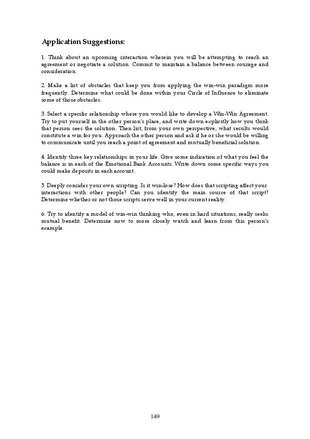 Application Suggestions:
1. Think about an upcoming interaction wherein you will be attempting to reach an
agreement or negotiate a solution. Commit to maintain a balance between courage and
consideration.
2. Make a list of obstacles that keep you from applying the win-win paradigm more
frequently. Determine what could be done within your Circle of Influence to eliminate
some of those obstacles.
3. Select a specific relationship where you would like to develop a Win-Win Agreement.
Try to put yourself in the other person's place, and write down explicitly how you think
that person sees the solution. Then list, from your own perspective, what results would
constitute a win for you. Approach the other person and ask if he or she would be willing
to communicate until you reach a point of agreement and mutually beneficial solution.
4. Identify three key relationships in your life. Give some indication of what you feel the
balance is in each of the Emotional Bank Accounts. Write down some specific ways you
could make deposits in each account.
5. Deeply consider your own scripting. Is it win-lose? How does that scripting affect your
interactions with other people? Can you identify the main source of that script?
Determine whether or not those scripts serve well in your current reality.
6. Try to identify a model of win-win thinking who, even in hard situations, really seeks
mutual benefit. Determine now to more closely watch and learn from this person's
example.
149